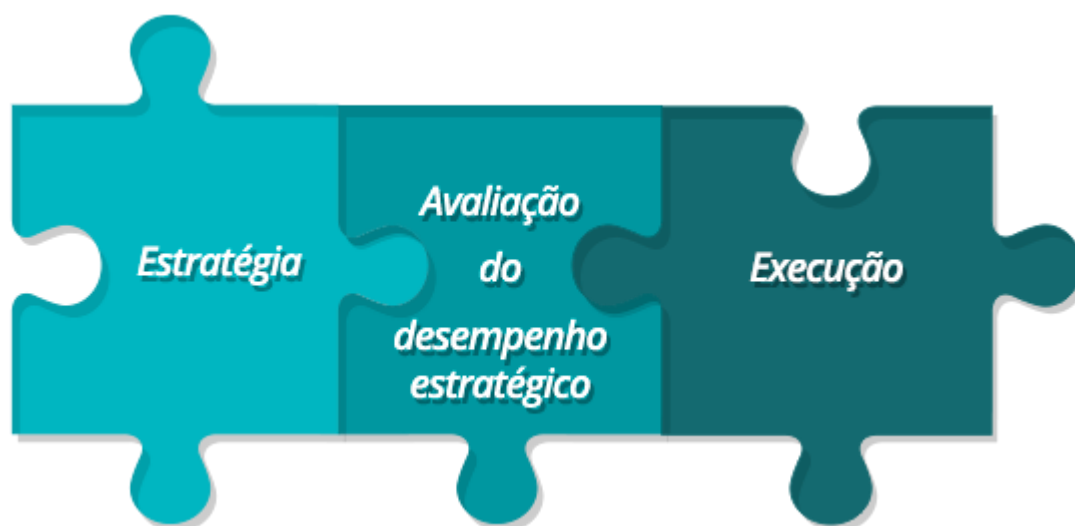 Estratégia
Avaliação
do
desempenho
estratégico
Execução